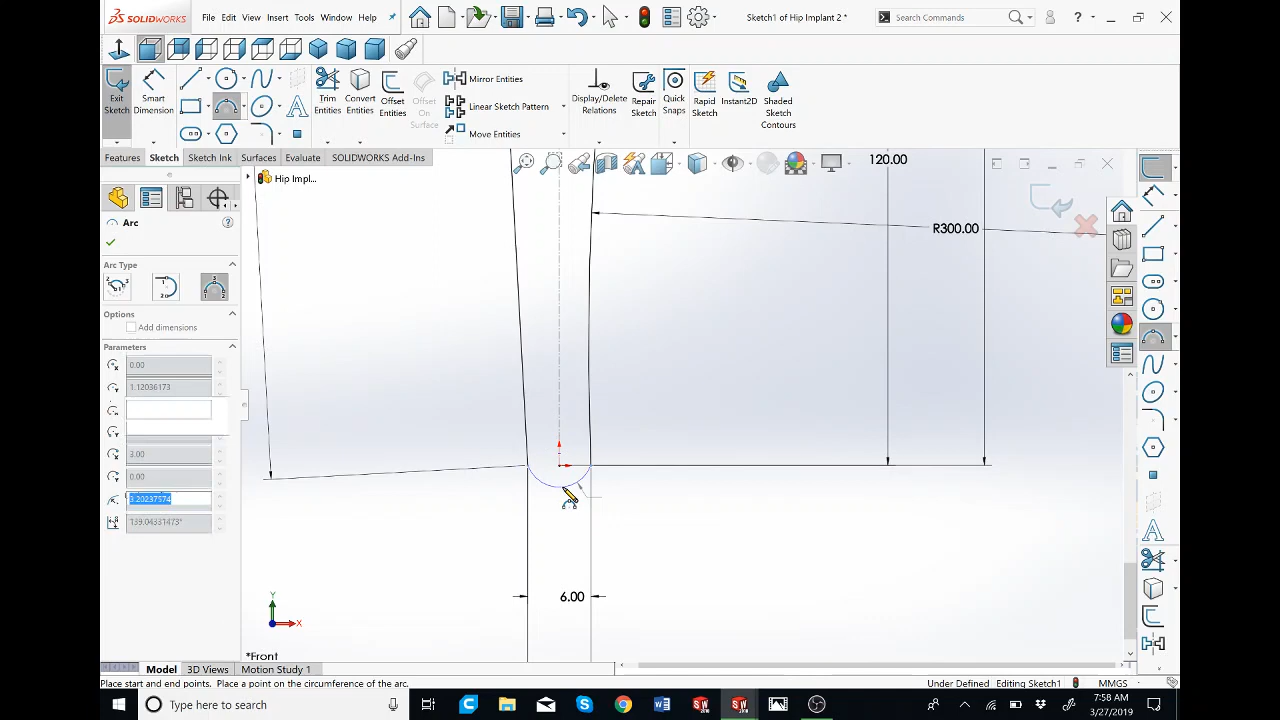 SOLIDWORKS
File Edit View Insert Tools Window Help
Sketch1 of Hip Implant 2 *
Search Commands
Exit Sketch
Smart Dimension
Trim Entities
Convert Entities
Offset Entities
Offset On Surface
Mirror Entities
Linear Sketch Pattern
Move Entities
Display/Delete Relations
Repair Sketch
Quick Snaps
Rapid Sketch
Instant2D
Shaded Sketch Contours
Features Sketch Sketch Ink Surfaces Evaluate SOLIDWORKS Add-Ins
120.00
Hip Impl...
Arc
R300.00
Arc Type
Options
Add dimensions
Parameters
0.00
1.12036173
3.00
0.00
3.20237574
139.04331473°
6.00
Y
X
*Front
Model 3D Views Motion Study 1
Place start and end points. Place a point on the circumference of the arc.
Under Defined Editing Sketch1 MMGS
Type here to search
7:58 AM
3/27/2019